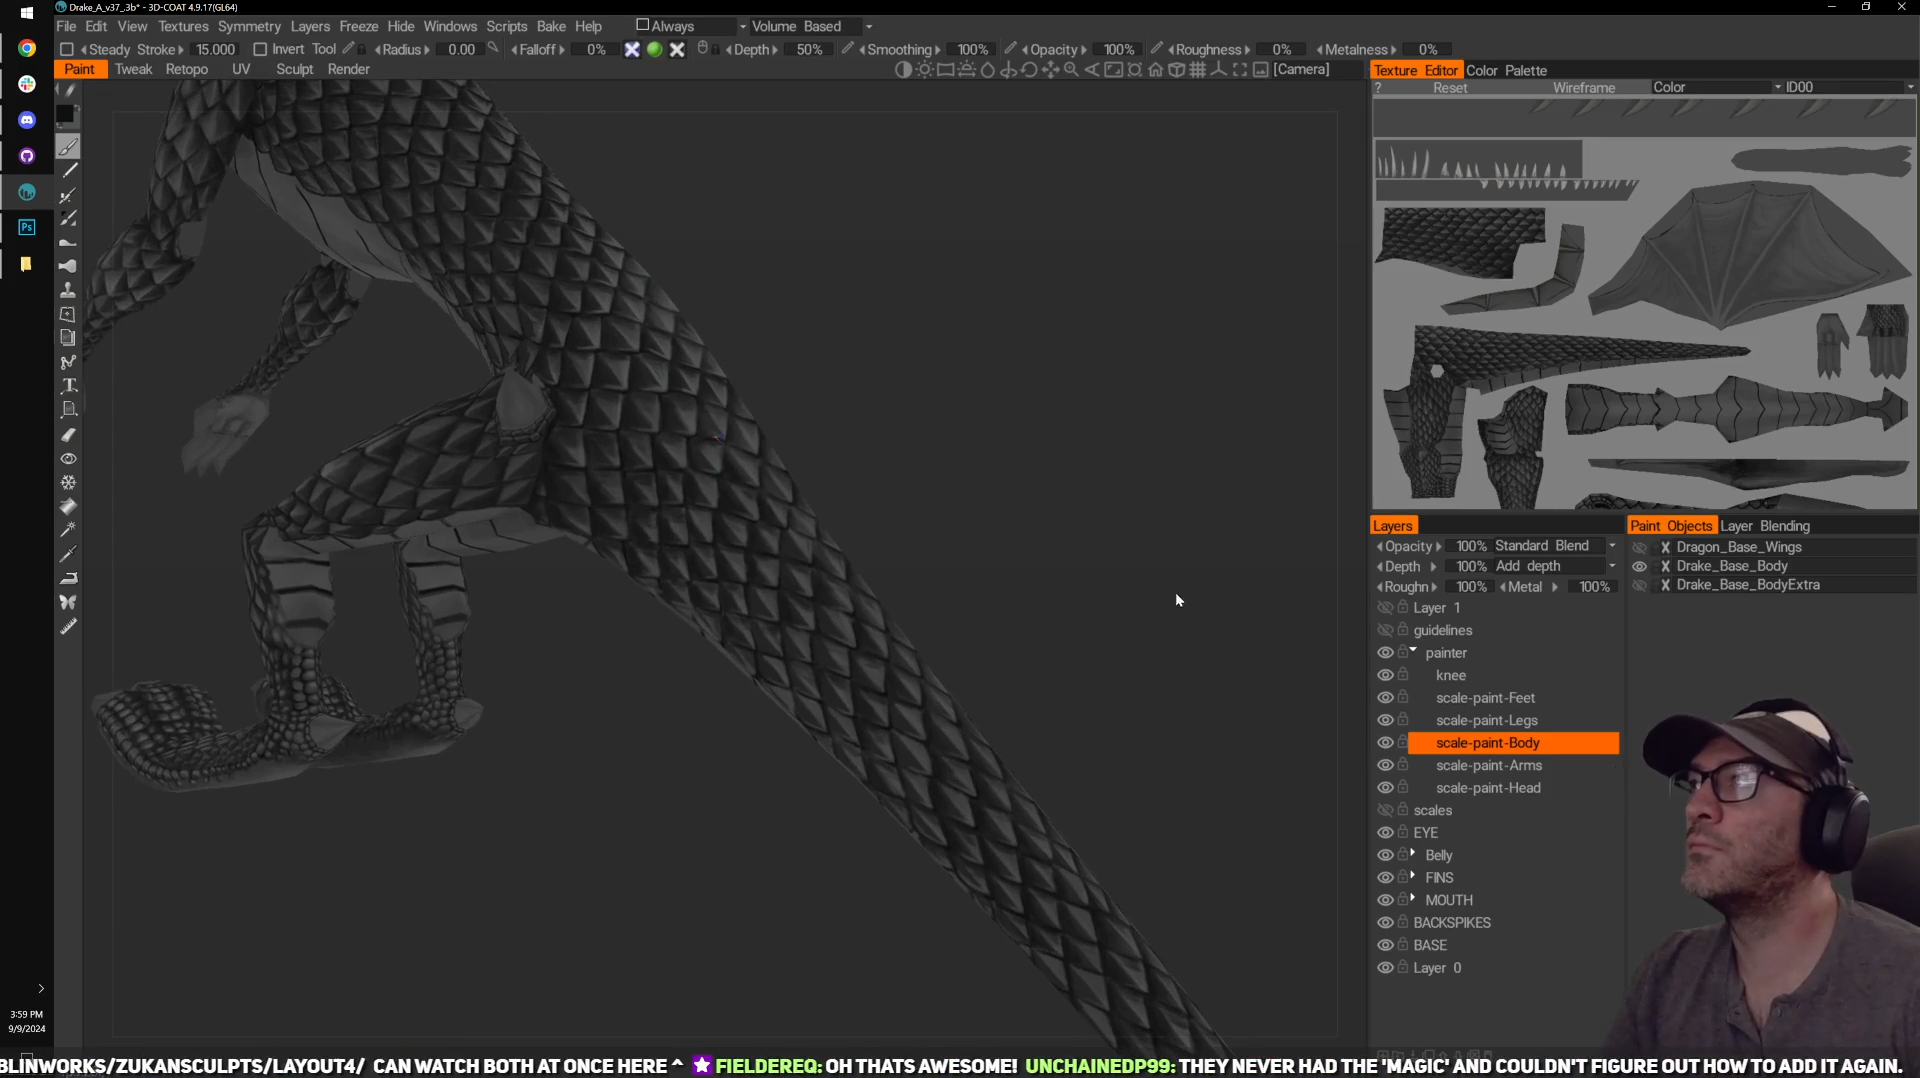 Drake_A_v37_.3b* - 3D-COAT 4.9.17(GL64)
File Edit View Textures Symmetry Layers Freeze Hide Windows Scripts Bake Help Always Volume Based
Steady Stroke 15.000 Invert Tool Radius 0.00 Falloff 0% Depth 50% Smoothing 100% Opacity 100% Roughness 0% Metalness 0%
Paint Tweak Retopo UV Sculpt Render [Camera]
Texture Editor Color Palette
? Reset Wireframe Color ID00
Layers
Opacity 100% Standard Blend
Depth 100% Add depth
Roughn 100% Metal 100%
Layer 1
guidelines
painter
knee
scale-paint-Feet
scale-paint-Legs
scale-paint-Body
scale-paint-Arms
scale-paint-Head
scales
EYE
Belly
FINS
MOUTH
BACKSPIKES
BASE
Layer 0
Paint Objects Layer Blending
Dragon_Base_Wings
Drake_Base_Body
Drake_Base_BodyExtra
Ps
3:59 PM
9/9/2024
BLINWORKS/ZUKANSCULPTS/LAYOUT4/ CAN WATCH BOTH AT ONCE HERE ^ FIELDEREQ: OH THATS AWESOME! UNCHAINEDP99: THEY NEVER HAD THE 'MAGIC' AND COULDN'T FIGURE OUT HOW TO ADD IT AGAIN.